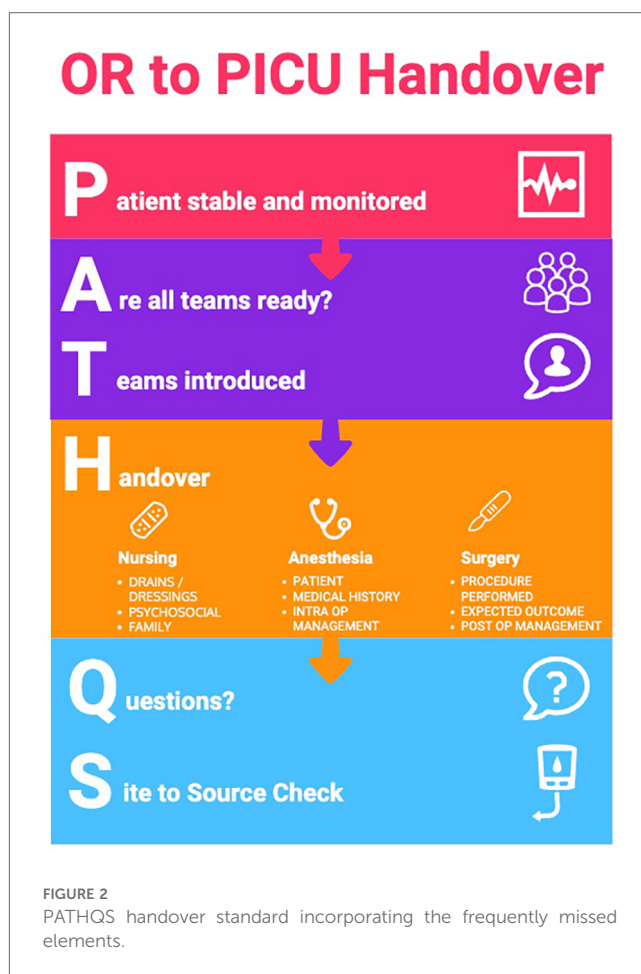 OR to PICU Handover
Patient stable and monitored
Are all teams ready?
?
Teams introduced
Handover
Nursing
• DRAINS /
DRESSINGS
• PSYCHOSOCIAL
• FAMILY
Anesthesia
• PATIENT
• MEDICAL HISTORY
• INTRA OP
MANAGEMENT
Surgery
• PROCEDURE
PERFORMED
• EXPECTED OUTCOME
• POST OP MANAGEMENT
Questions?
?
Site to Source Check
FIGURE 2
PATHQS handover standard incorporating the frequently missed
elements.